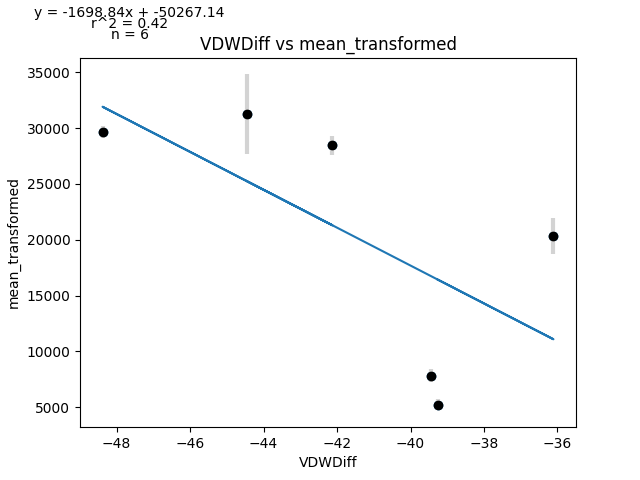 y = -1698.84x + -50267.14
r^2 = 0.42
n = 6
VDWDiff vs mean_transformed
35000
30000
25000
20000
15000
10000
5000
mean_transformed
−48
−46
−44
−42
−40
−38
−36
VDWDiff